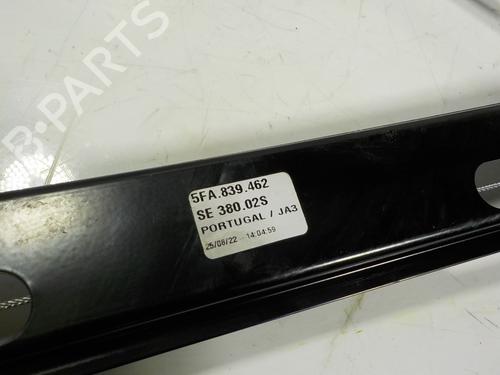 5FA.839.462
SE 380.02S
PORTUGAL / JA3
25/08/22 - 14:04:59
B-PARTS